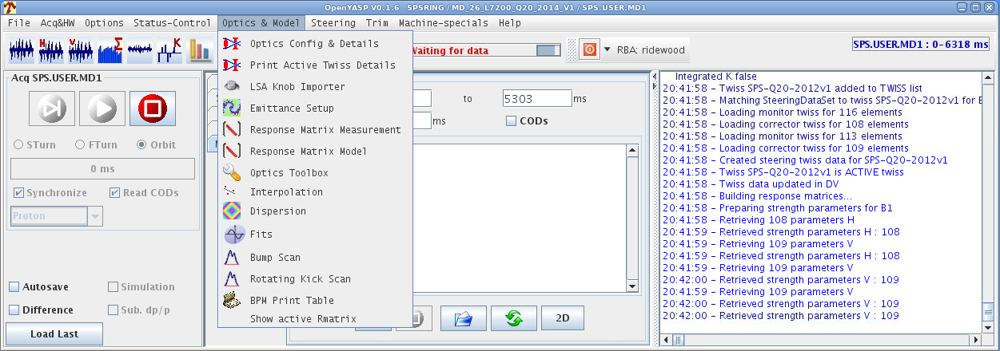 OpenYASP V0.1.6 SPSRING / MD_26_L7200_Q20_2014_V1 / SPS.USER.MD1
File Acq&HW Options Status-Control Optics & Model Steering Trim Machine-specials Help
H V Σ K
Waiting for data
RBA: ridewood
SPS.USER.MD1 : 0-6318 ms
Acq SPS.USER.MD1
STurn FTurn Orbit
0 ms
Synchronize Read CODs
Proton
Autosave Simulation
Difference Sub. dp/p
Load Last
Optics Config & Details
Print Active Twiss Details
LSA Knob Importer
Emittance Setup
Response Matrix Measurement
Response Matrix Model
Optics Toolbox
Interpolation
Dispersion
Fits
Bump Scan
Rotating Kick Scan
BPM Print Table
Show active Rmatrix
to 5303 ms
ms CODs
2D
Integrated K false
20:41:58 - Twiss SPS-Q20-2012v1 added to TWISS list
20:41:58 - Matching SteeringDataSet to twiss SPS-Q20-2012v1 for
20:41:58 - Loading monitor twiss for 116 elements
20:41:58 - Loading corrector twiss for 108 elements
20:41:58 - Loading monitor twiss for 113 elements
20:41:58 - Loading corrector twiss for 109 elements
20:41:58 - Created steering twiss data for SPS-Q20-2012v1
20:41:58 - Twiss SPS-Q20-2012v1 is ACTIVE twiss
20:41:58 - Twiss data updated in DV
20:41:58 - Building response matrices...
20:41:58 - Preparing strength parameters for B1
20:41:58 - Retrieving 108 parameters H
20:41:59 - Retrieved strength parameters H : 108
20:41:59 - Retrieving 109 parameters V
20:41:59 - Retrieved strength parameters H : 108
20:41:59 - Retrieving 109 parameters V
20:42:00 - Retrieved strength parameters V : 109
20:41:59 - Retrieving 109 parameters V
20:42:00 - Retrieved strength parameters V : 109
20:42:00 - Retrieved strength parameters V : 109